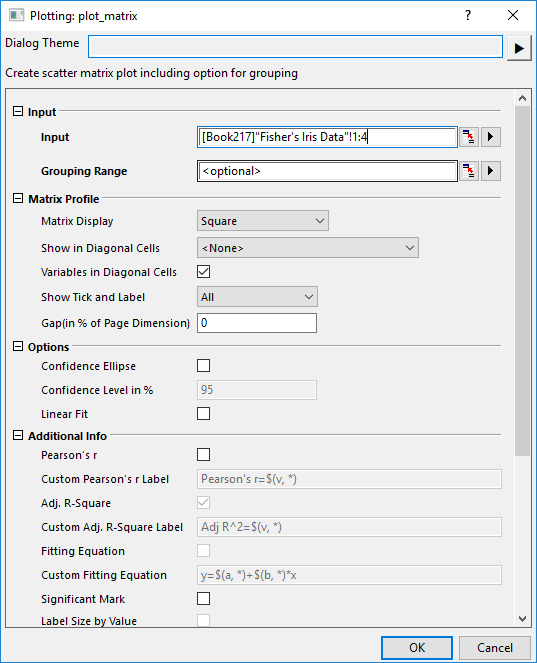 Plotting: plot_matrix
Dialog Theme
Create scatter matrix plot including option for grouping
Input
Input [Book217]"Fisher's Iris Data"!1:4
Grouping Range <optional>
Matrix Profile
Matrix Display Square
Show in Diagonal Cells <None>
Variables in Diagonal Cells
Show Tick and Label All
Gap(in % of Page Dimension) 0
Options
Confidence Ellipse
Confidence Level in % 95
Linear Fit
Additional Info
Pearson's r
Custom Pearson's r Label Pearson's r=$(v, *)
Adj. R-Square
Custom Adj. R-Square Label Adj R^2=$(v, *)
Fitting Equation
Custom Fitting Equation y=$(a, *)+$(b, *)*x
Significant Mark
Label Size by Value
OK Cancel